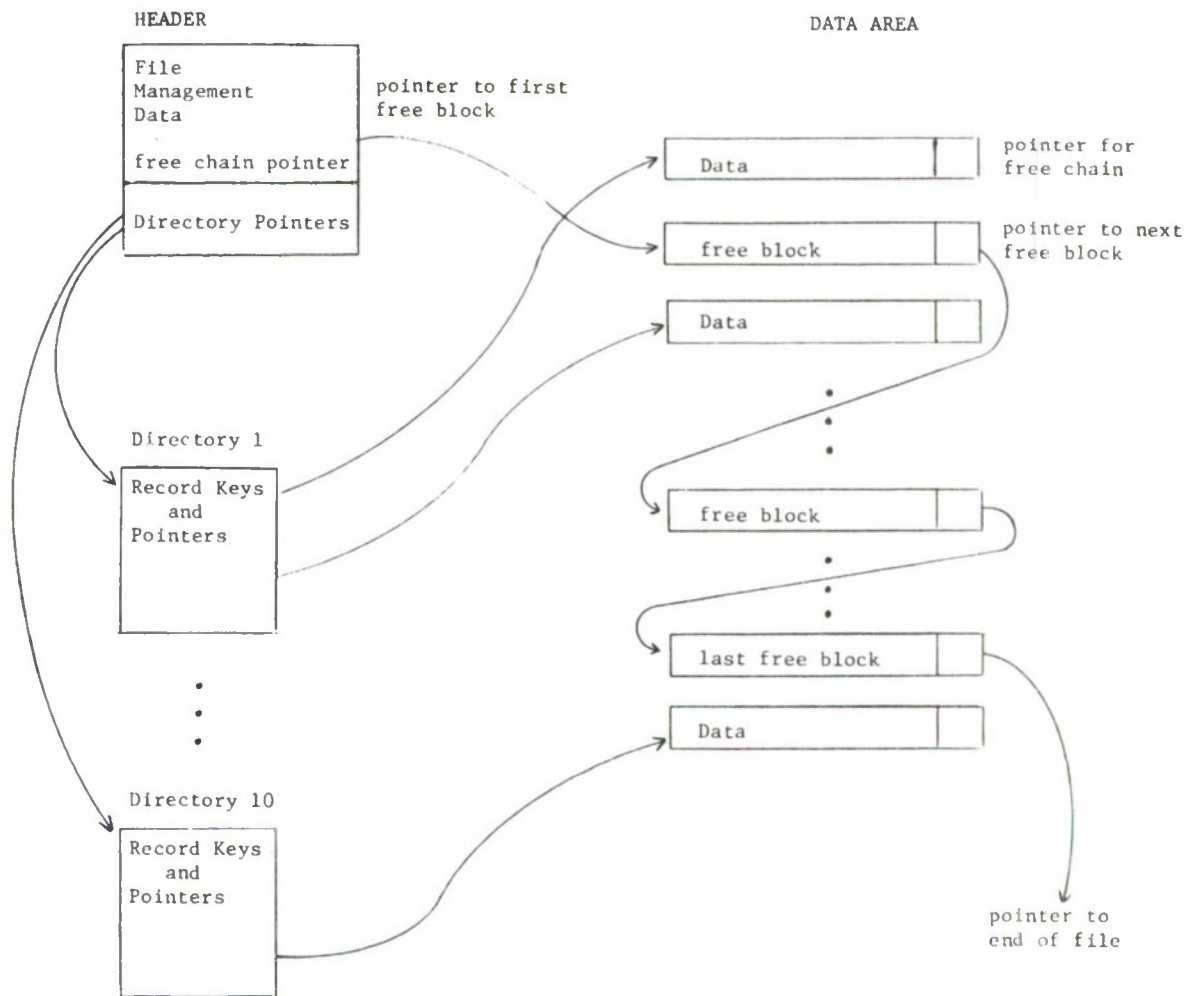 HEADER
DATA AREA
File
Management
Data
free chain pointer
Directory Pointers
pointer to first
free block
Data
pointer for
free chain
free block
pointer to next
free block
Data
Directory 1
Record Keys
and
Pointers
free block
last free block
Data
Directory 10
Record Keys
and
Pointers
pointer to
end of file